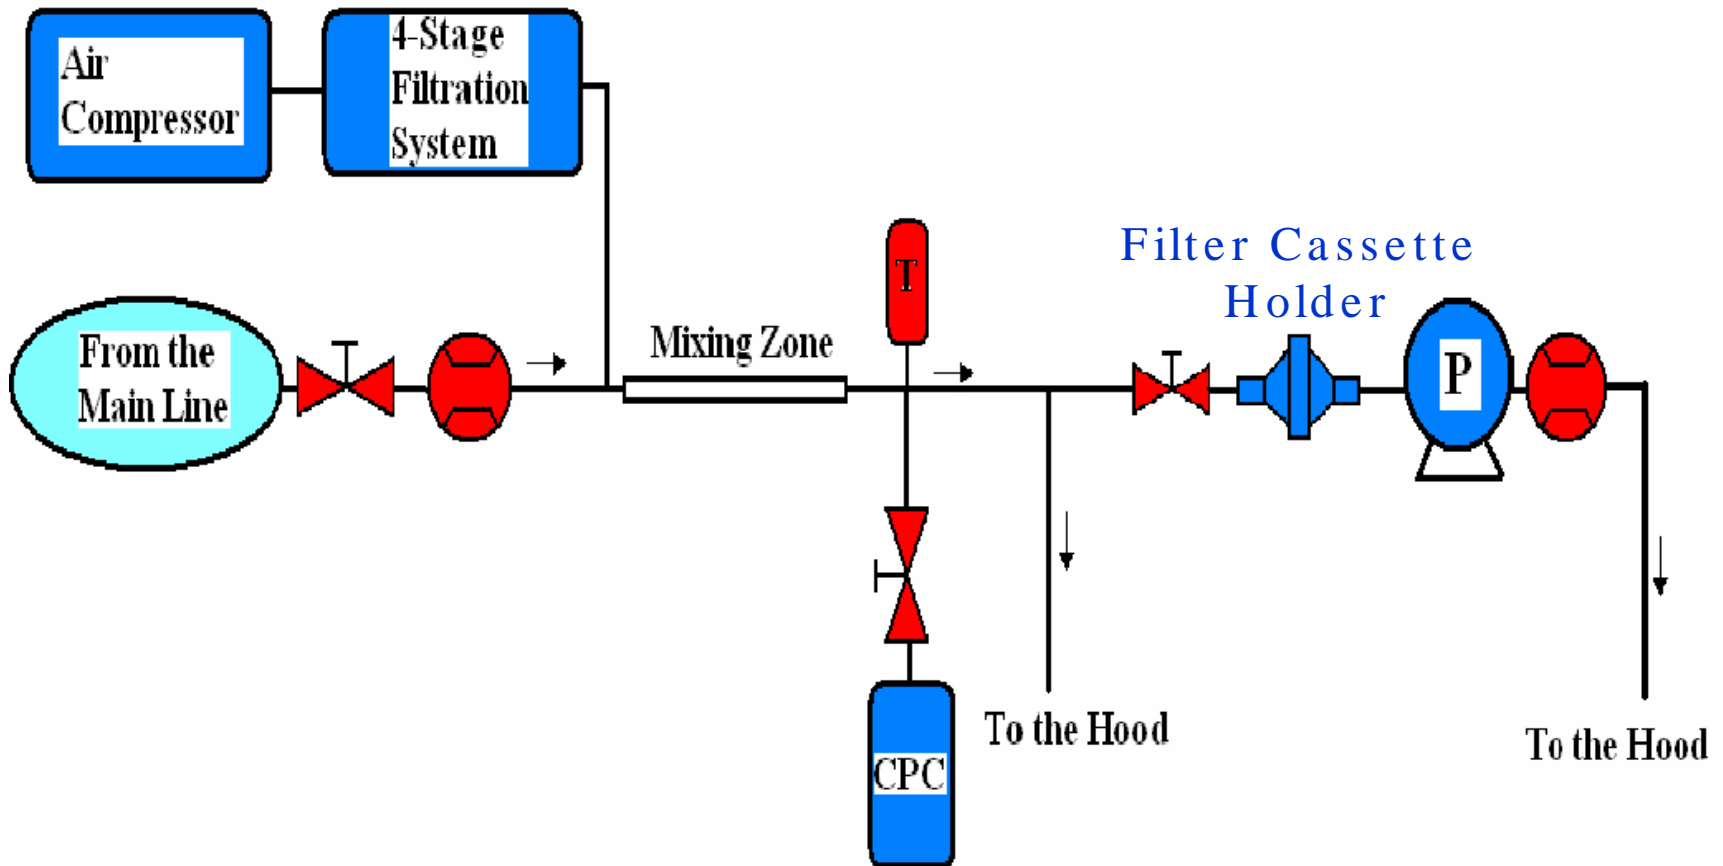 Air
Compressor
4-Stage
Filtration
System
T
Filter Cassette
Holder
From the
Main Line
Mixing Zone
P
To the Hood
To the Hood
CPC